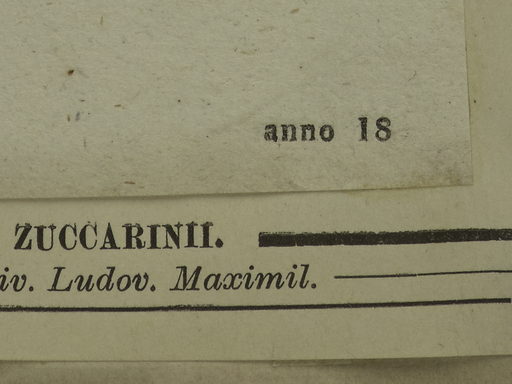 anno 18
ZUCCARINII.
iv. Ludov. Maximil.